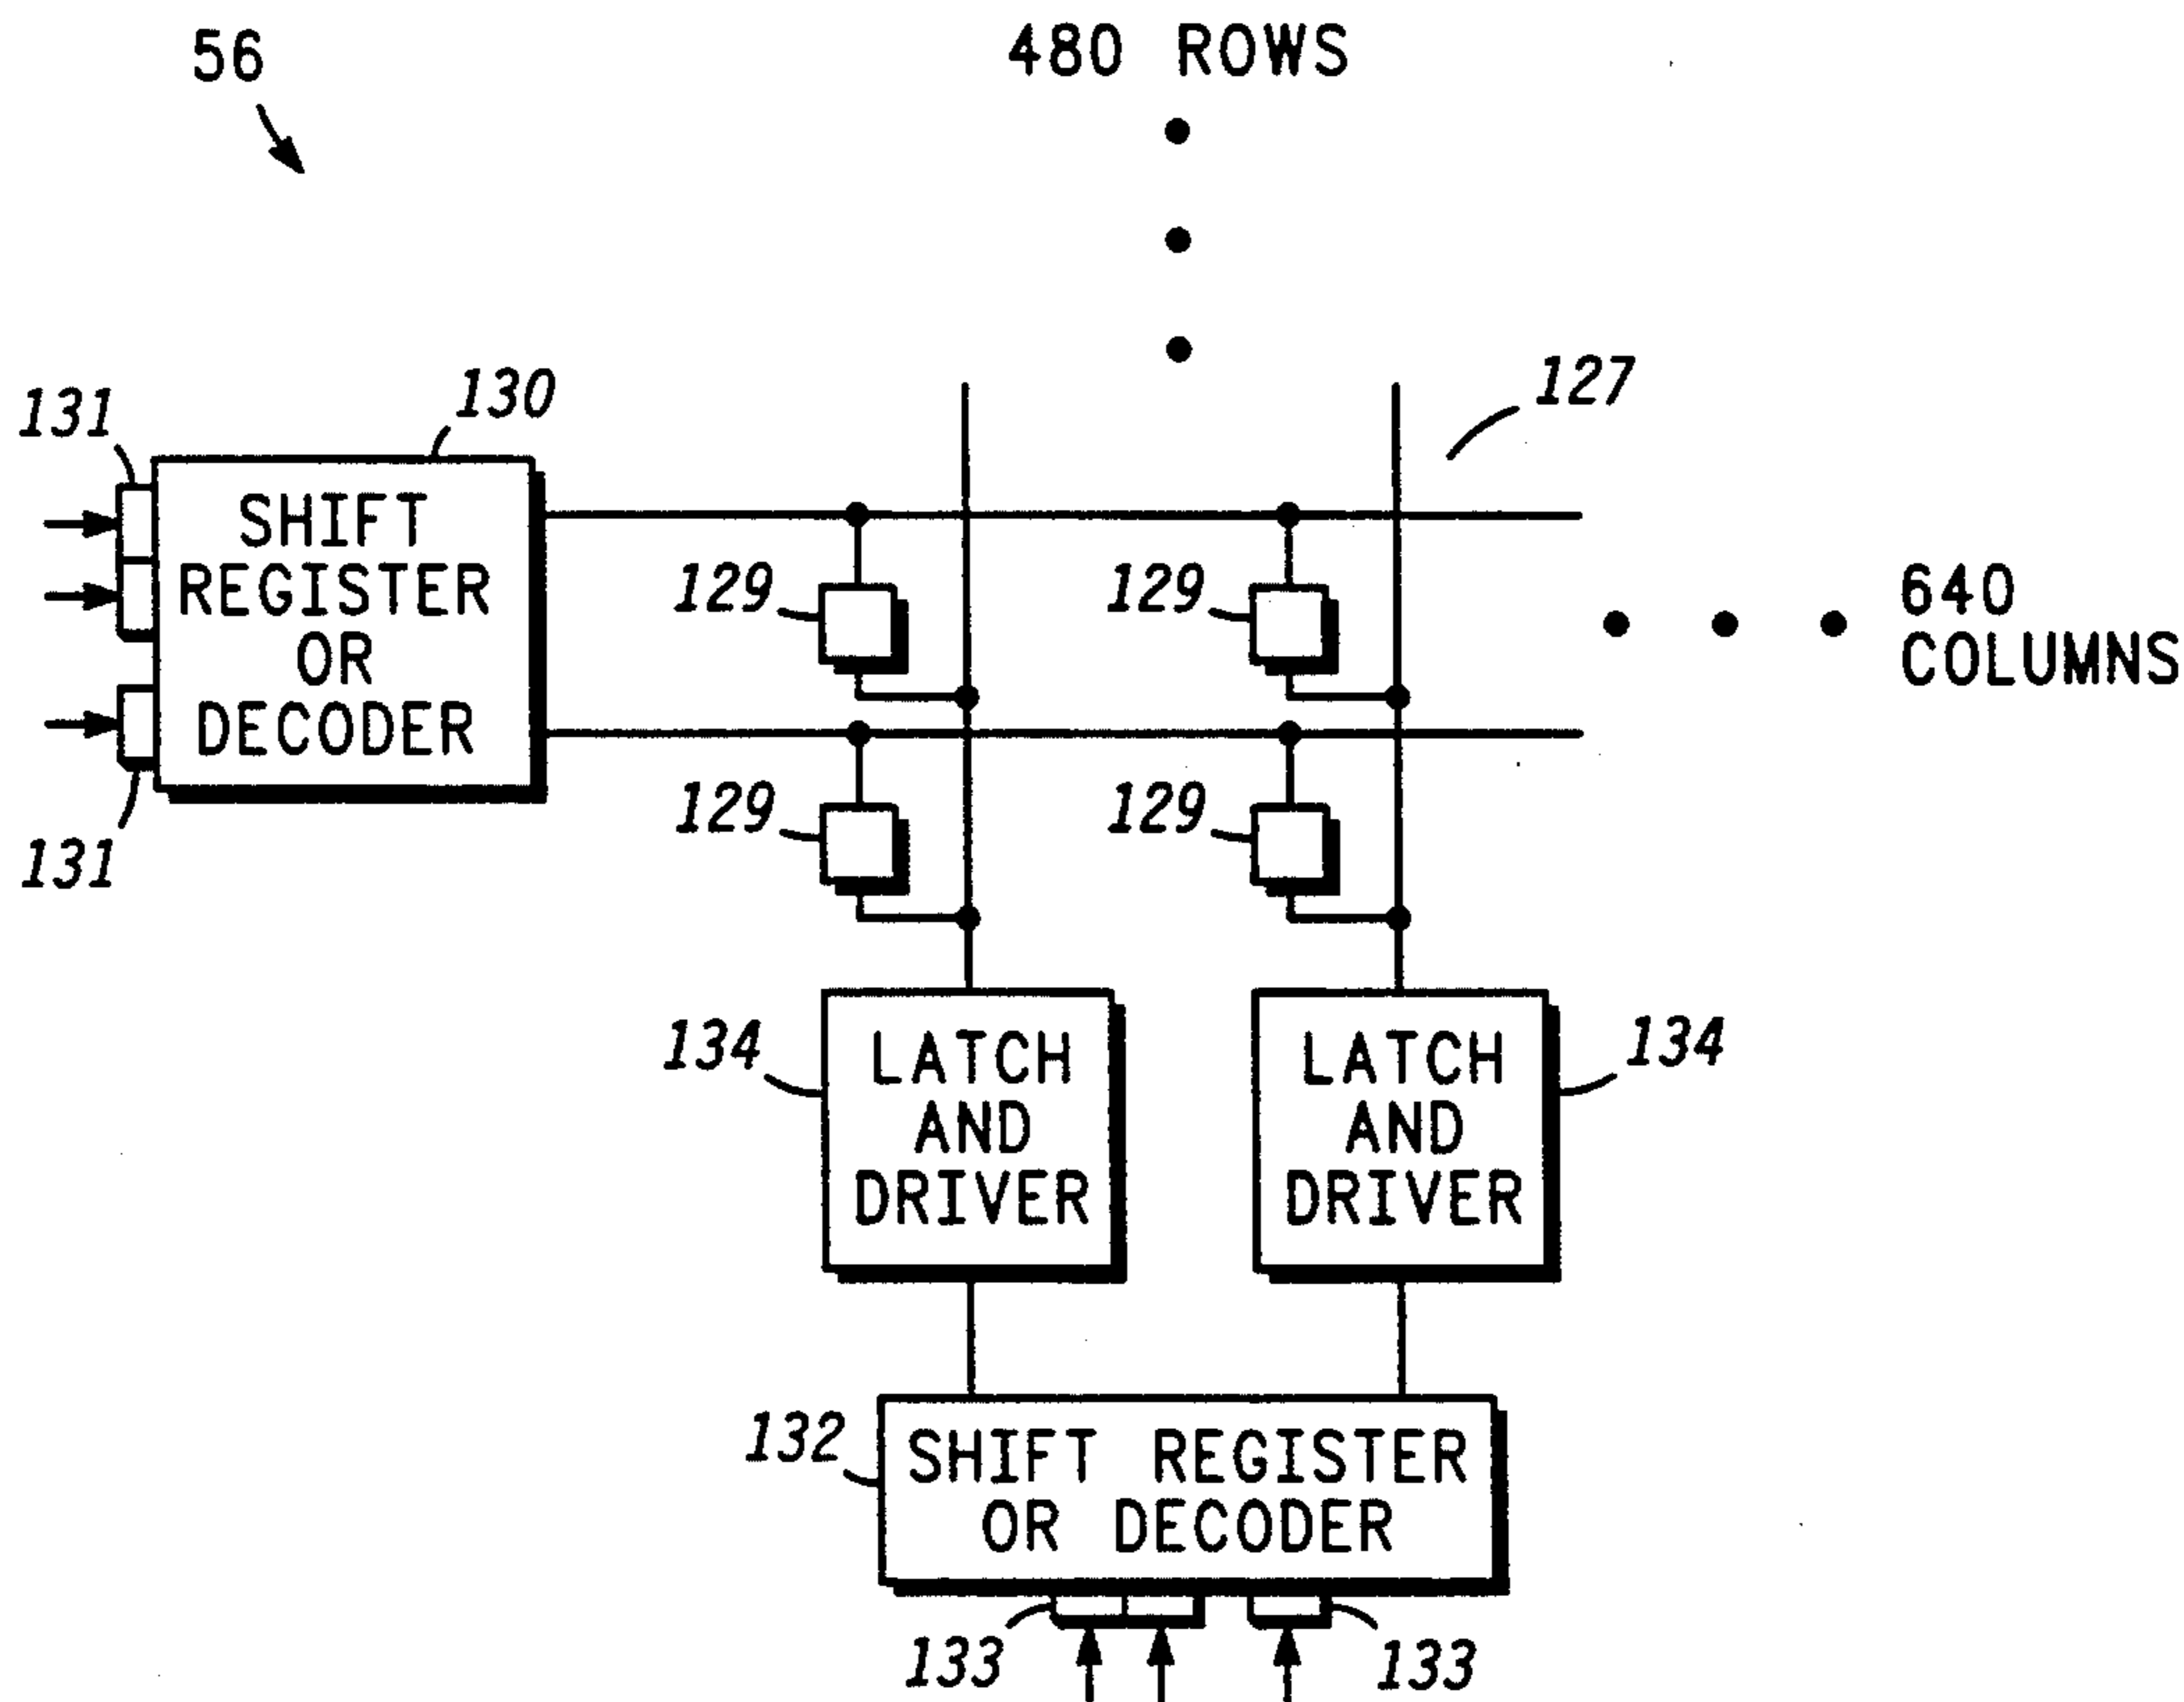 56
480 ROWS
127
131
130
SHIFT
REGISTER
OR
DECODER
131
129
129
640
COLUMNS
129
129
134
LATCH
AND
DRIVER
LATCH
AND
DRIVER
134
132
SHIFT REGISTER
OR DECODER
133
133